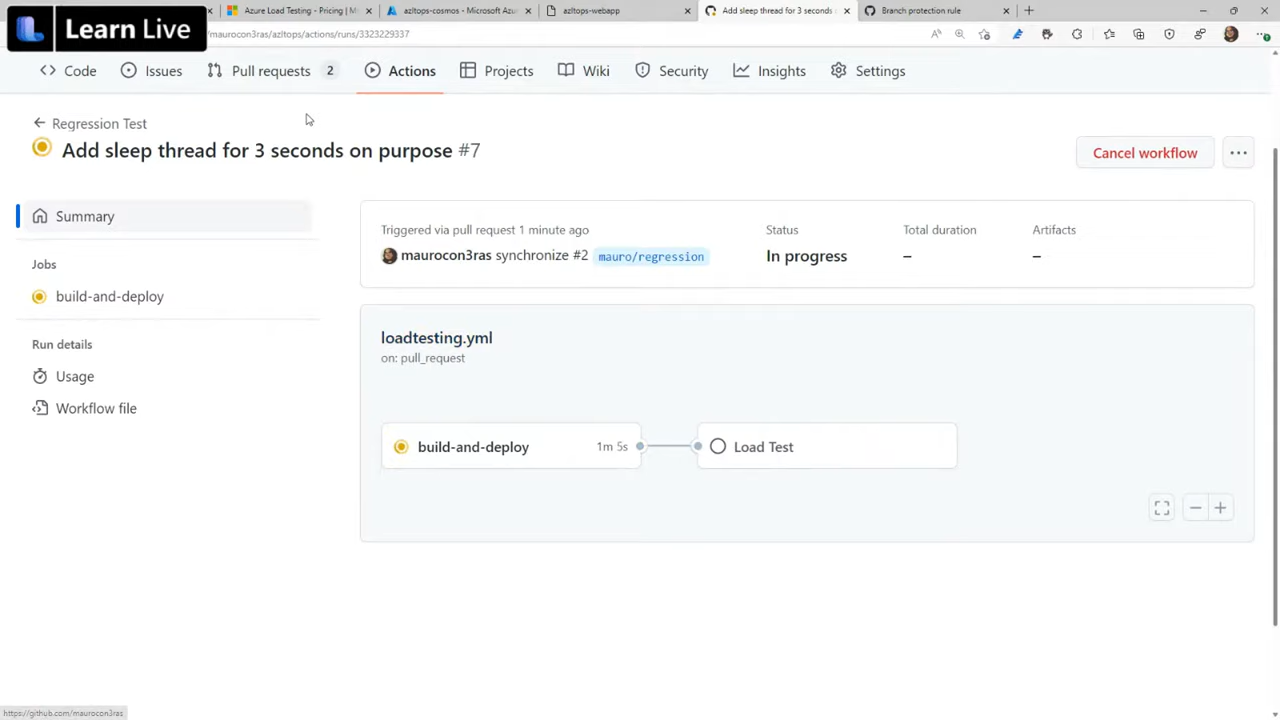 Learn Live
Azure Load Testing - Pricing | M
azltops-cosmos - Microsoft Azure
azltops-webapp
Add sleep thread for 3 seconds
Branch protection rule
/maurocon3ras/azltops/actions/runs/3323229337
Code
Issues
Pull requests 2
Actions
Projects
Wiki
Security
Insights
Settings
Regression Test
Add sleep thread for 3 seconds on purpose #7
Cancel workflow
Summary
Jobs
build-and-deploy
Run details
Usage
Workflow file
Triggered via pull request 1 minute ago
maurocon3ras synchronize #2 mauro/regression
Status
In progress
Total duration
–
Artifacts
–
loadtesting.yml
on: pull_request
build-and-deploy 1m 5s
Load Test
https://github.com/maurocon3ras